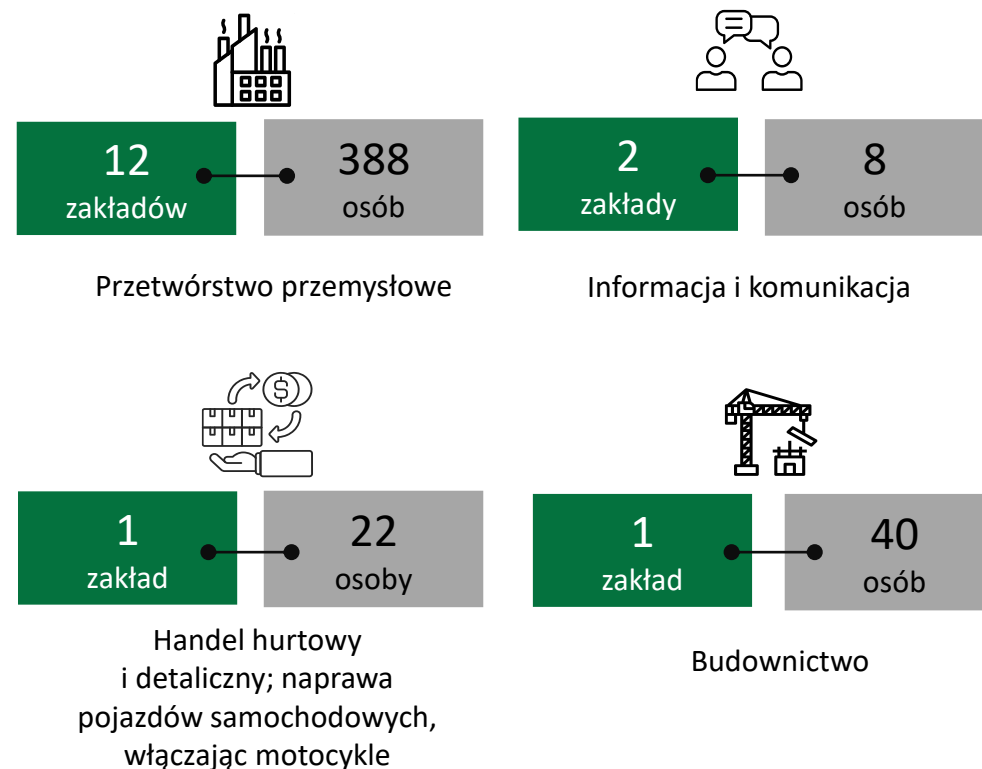 12
zakładów
388
osób
Przetwórstwo przemysłowe
2
zakłady
8
osób
Informacja i komunikacja
$
1
zakład
22
osoby
Handel hurtowy
i detaliczny; naprawa
pojazdów samochodowych,
włączając motocykle
1
zakład
40
osób
Budownictwo